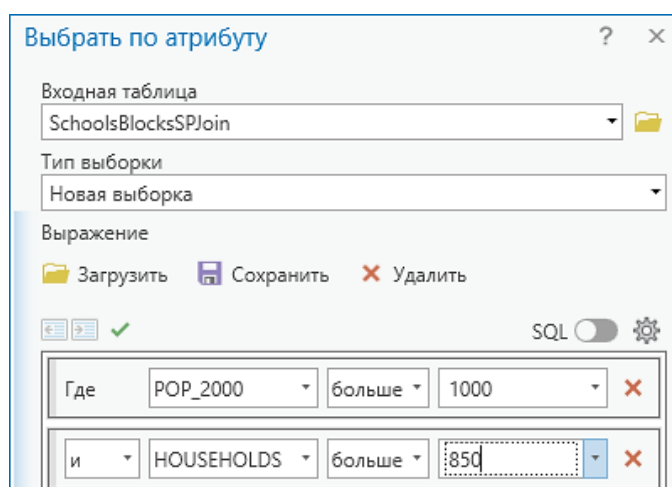 Выбрать по атрибуту ?
Входная таблица
SchoolsBlocksSPJoin
Тип выборки
Новая выборка
Выражение
Загрузить Сохранить Удалить
SQL
Где POP_2000 больше 1000
и HOUSEHOLDS больше 850